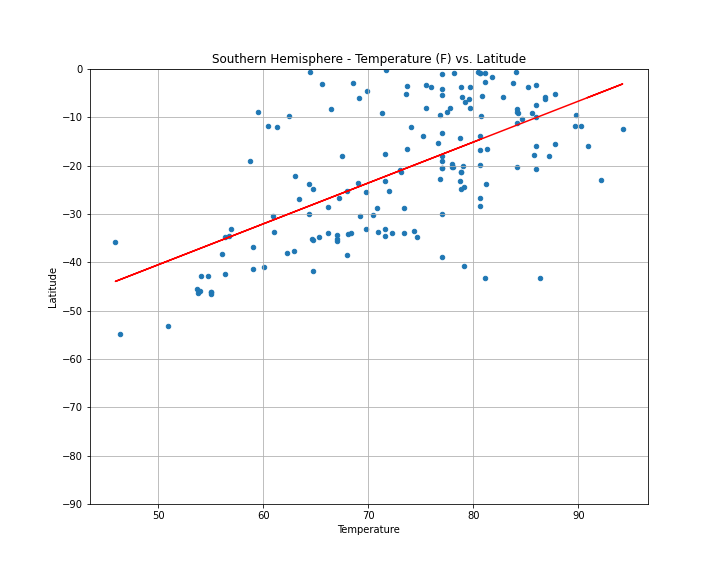 Southern Hemisphere - Temperature (F) vs. Latitude
0
−10
−20
−30
−40
−50
−60
−70
−80
−90
Latitude
50 60 70 80 90
Temperature